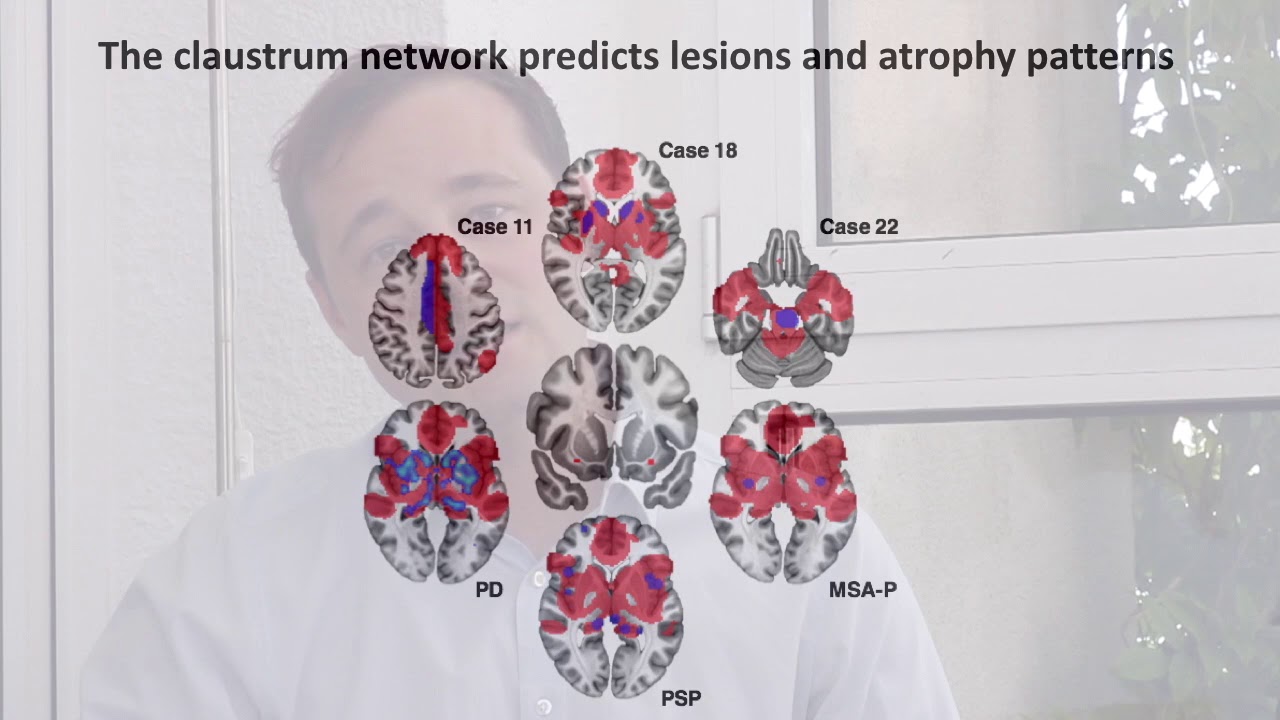 The claustrum network predicts lesions and atrophy patterns
Case 18
Case 11
Case 22
PD
MSA-P
PSP